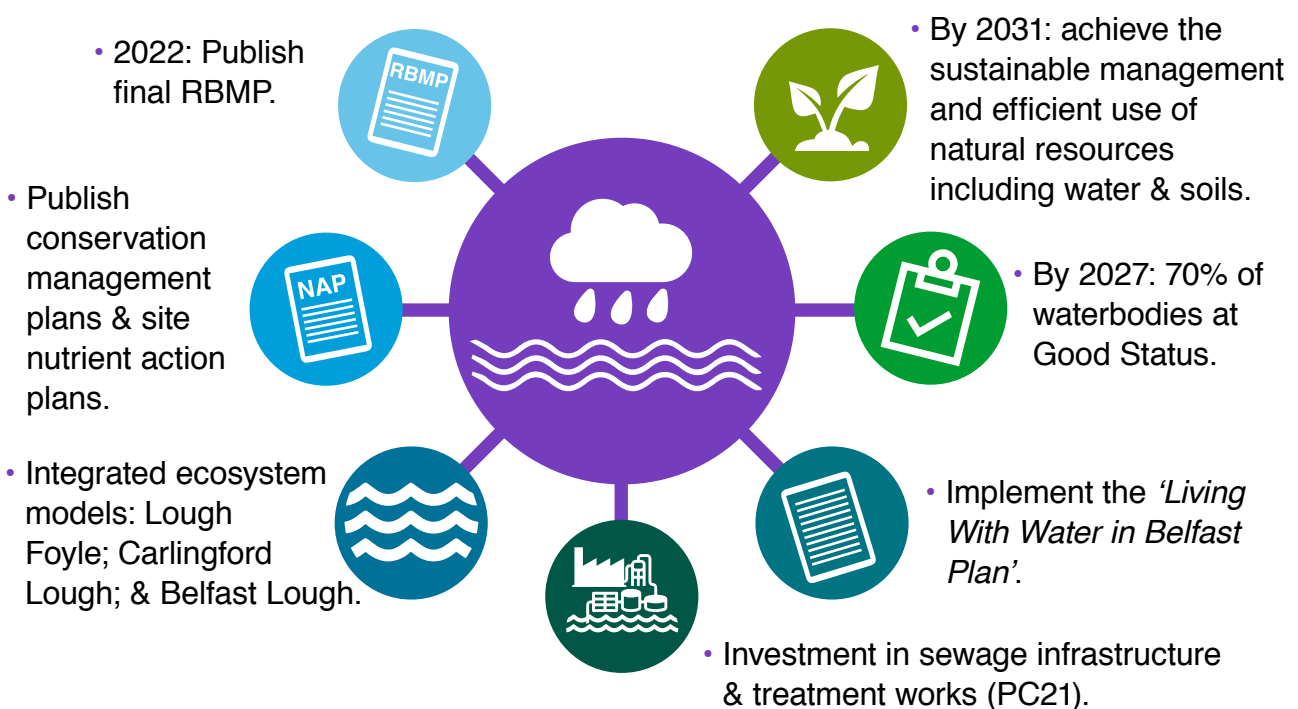 • 2022: Publish
final RBMP.
RBMP
• By 2031: achieve the
sustainable management
and efficient use of
natural resources
including water & soils.
• Publish
conservation
management
plans & site
nutrient action
plans.
NAP
• By 2027: 70% of
waterbodies at
Good Status.
• Integrated ecosystem
models: Lough
Foyle; Carlingford
Lough; & Belfast Lough.
• Implement the ‘Living
With Water in Belfast
Plan’.
• Investment in sewage infrastructure
& treatment works (PC21).